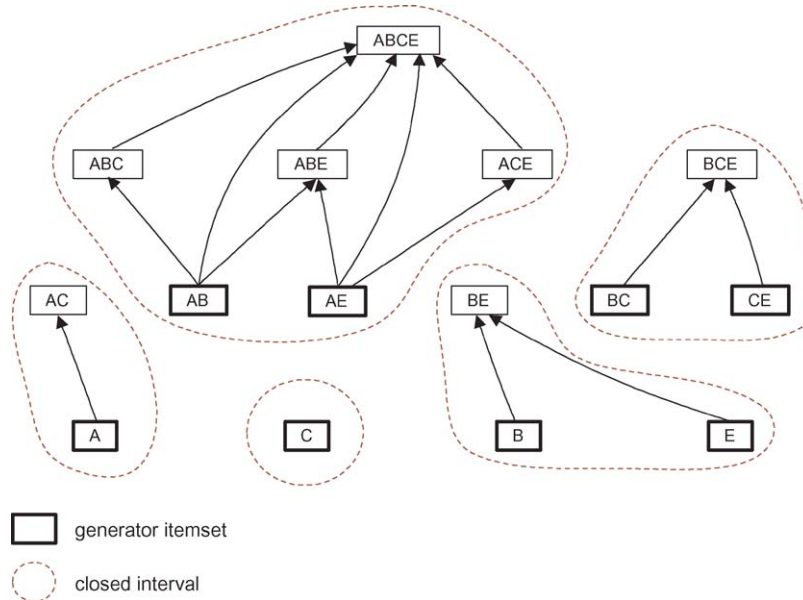 ABCE
ABC
ABE
ACE
BCE
AC
AB
AE
BE
BC
CE
A
C
B
E
generator itemset
closed interval